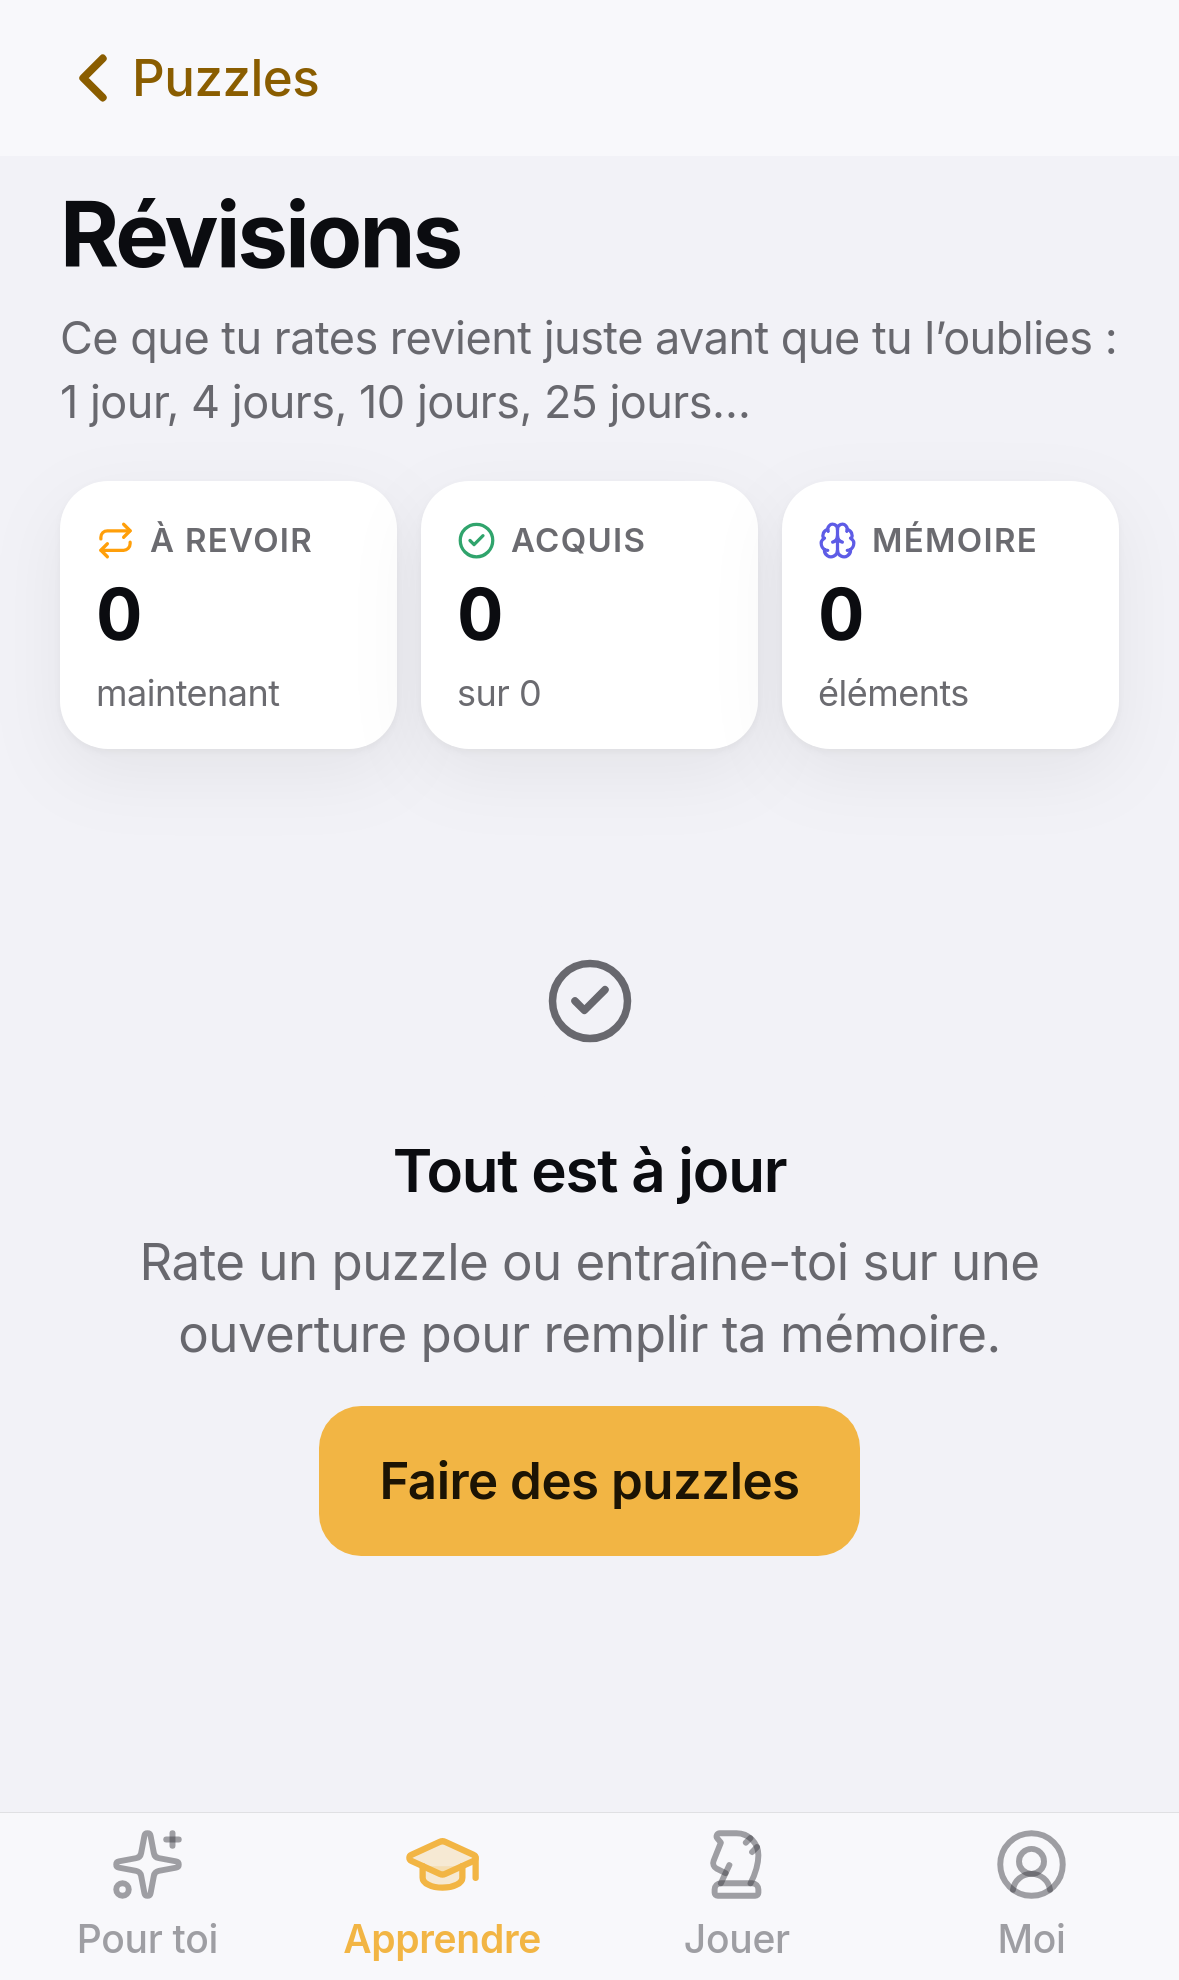 Puzzles
Révisions
Ce que tu rates revient juste avant que tu l’oublies :
1 jour, 4 jours, 10 jours, 25 jours…
À REVOIR
0
maintenant
ACQUIS
0
sur 0
MÉMOIRE
0
éléments
Tout est à jour
Rate un puzzle ou entraîne-toi sur une
ouverture pour remplir ta mémoire.
Faire des puzzles
Pour toi
Apprendre
Jouer
Moi